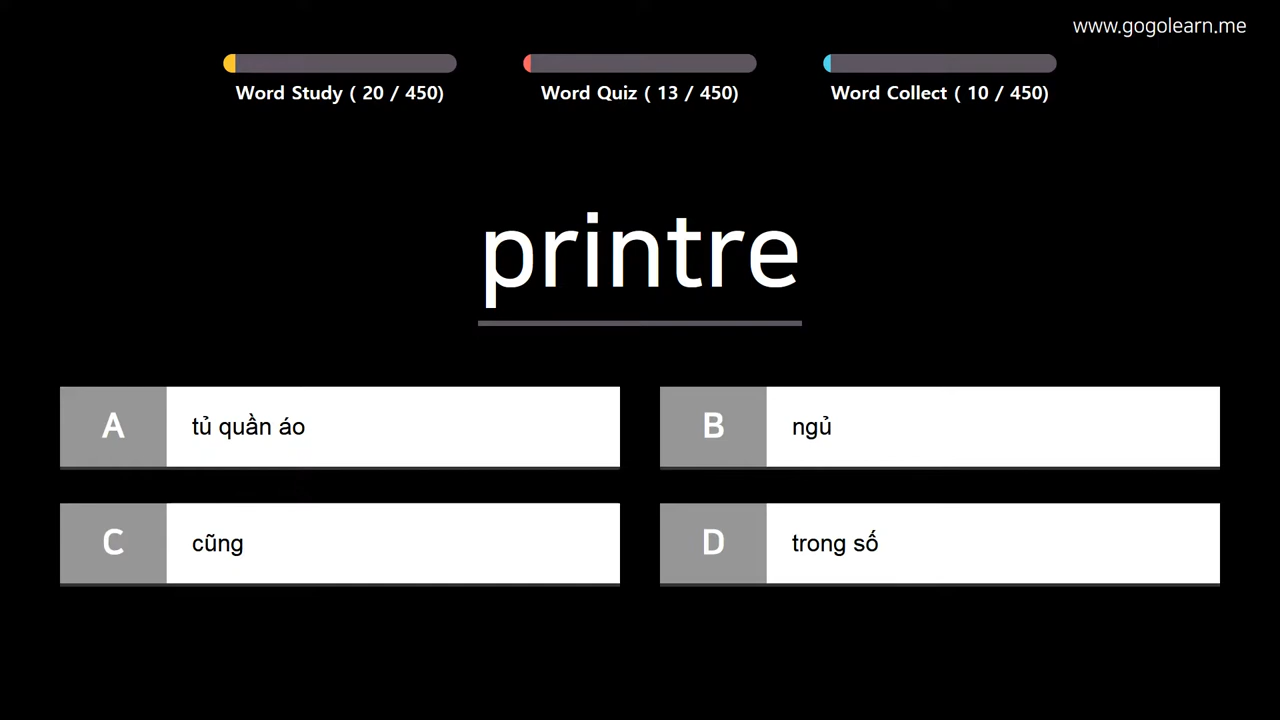 www.gogolearn.me
Word Study ( 20 / 450)
Word Quiz ( 13 / 450)
Word Collect ( 10 / 450)
printre
A tủ quần áo
B ngủ
C cũng
D trong số